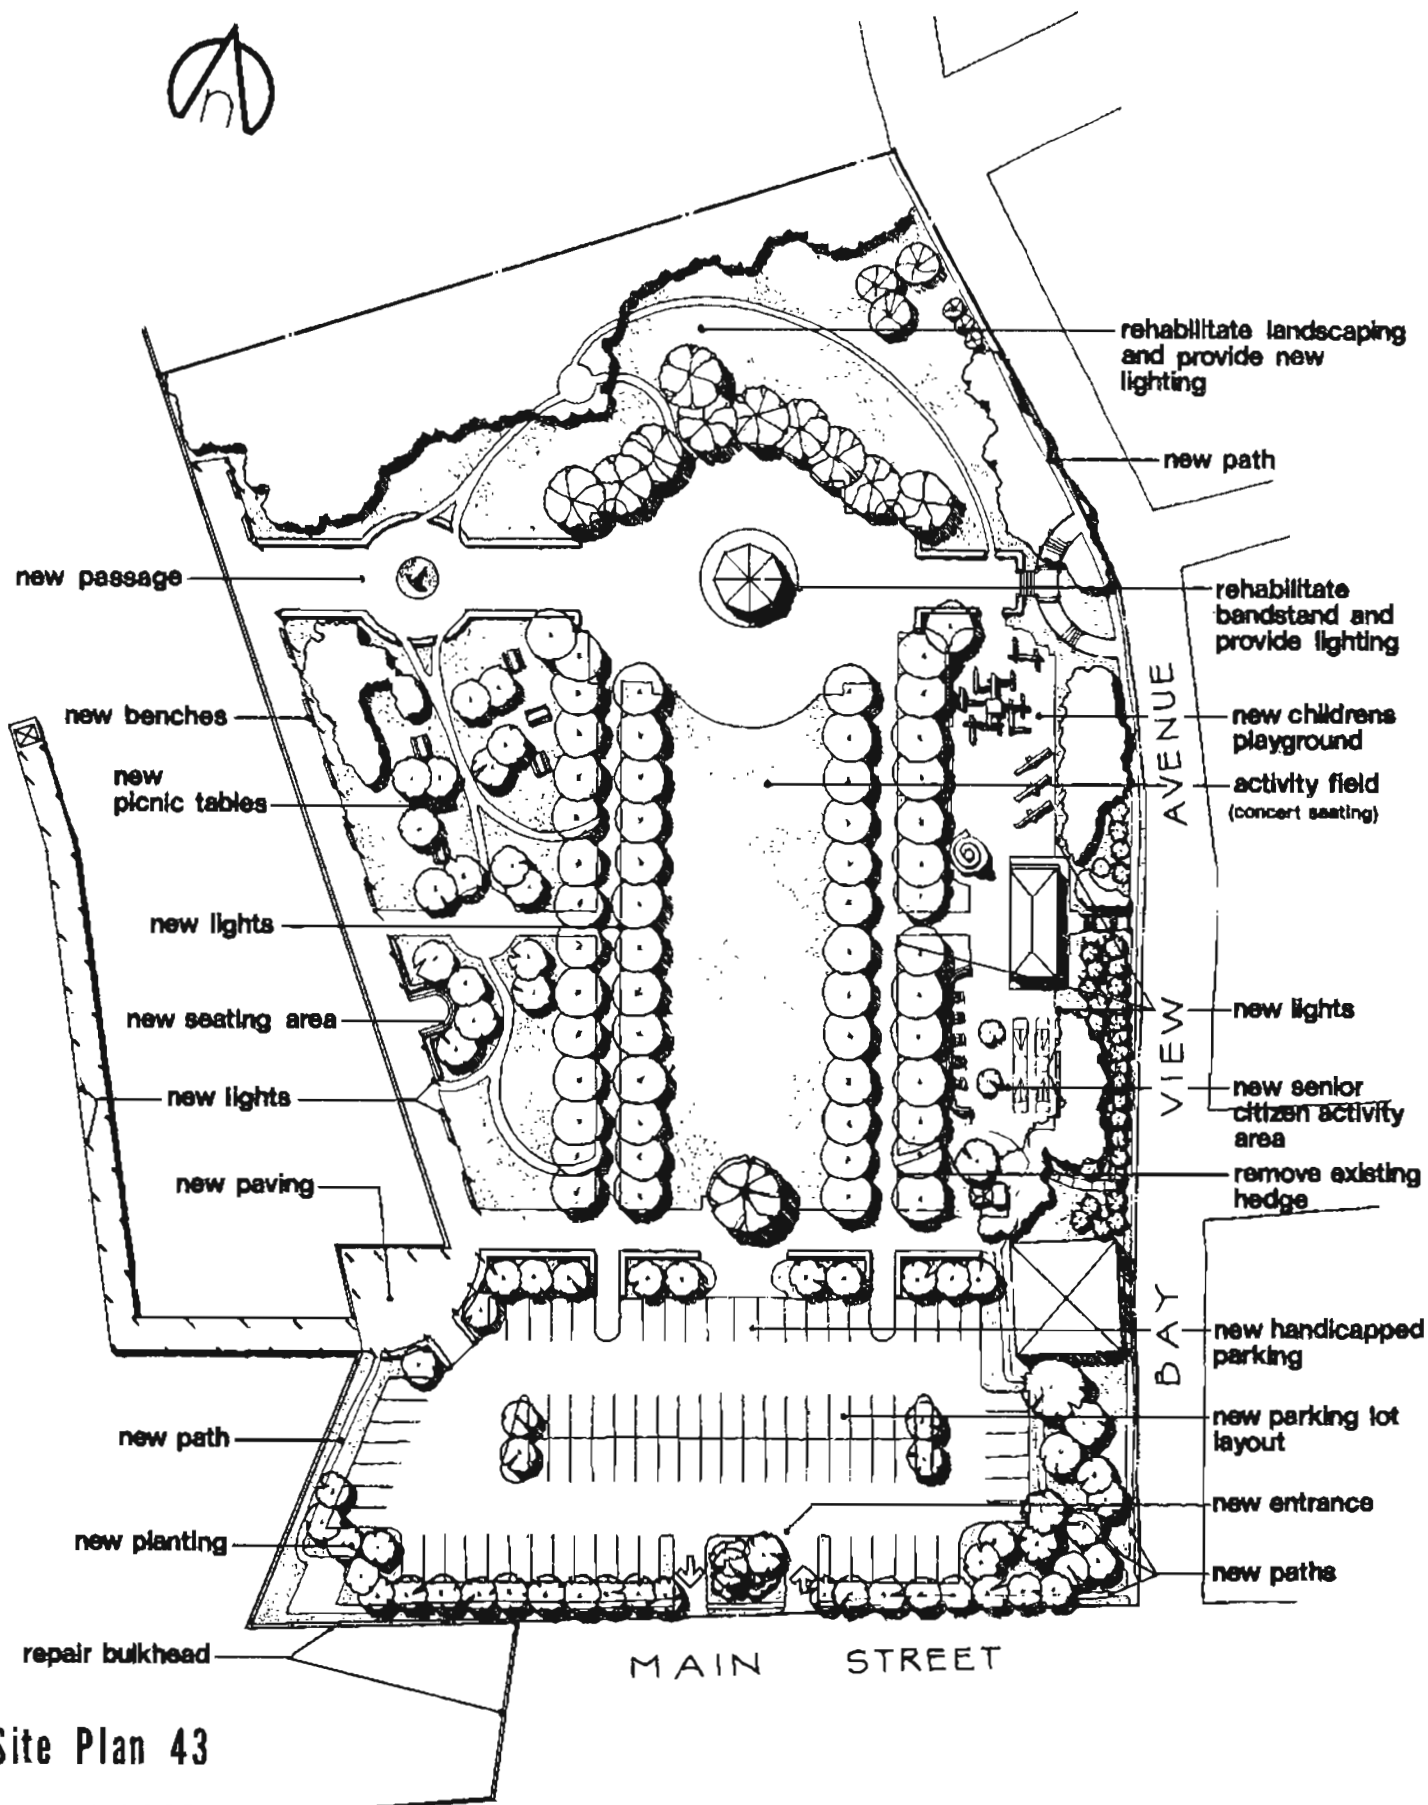 n
rehabilitate landscaping
and provide new
lighting
new path
new passage
rehabilitate
bandstand and
provide lighting
new benches
new childrens
playground
new
picnic tables
activity field
(concert seating)
new lights
new lights
new seating area
new lights
new senior
citizen activity
area
new paving
remove existing
hedge
new handicapped
parking
new path
new parking lot
layout
new entrance
new planting
new paths
repair bulkhead
BAY VIEW AVENUE
MAIN STREET
Site Plan 43